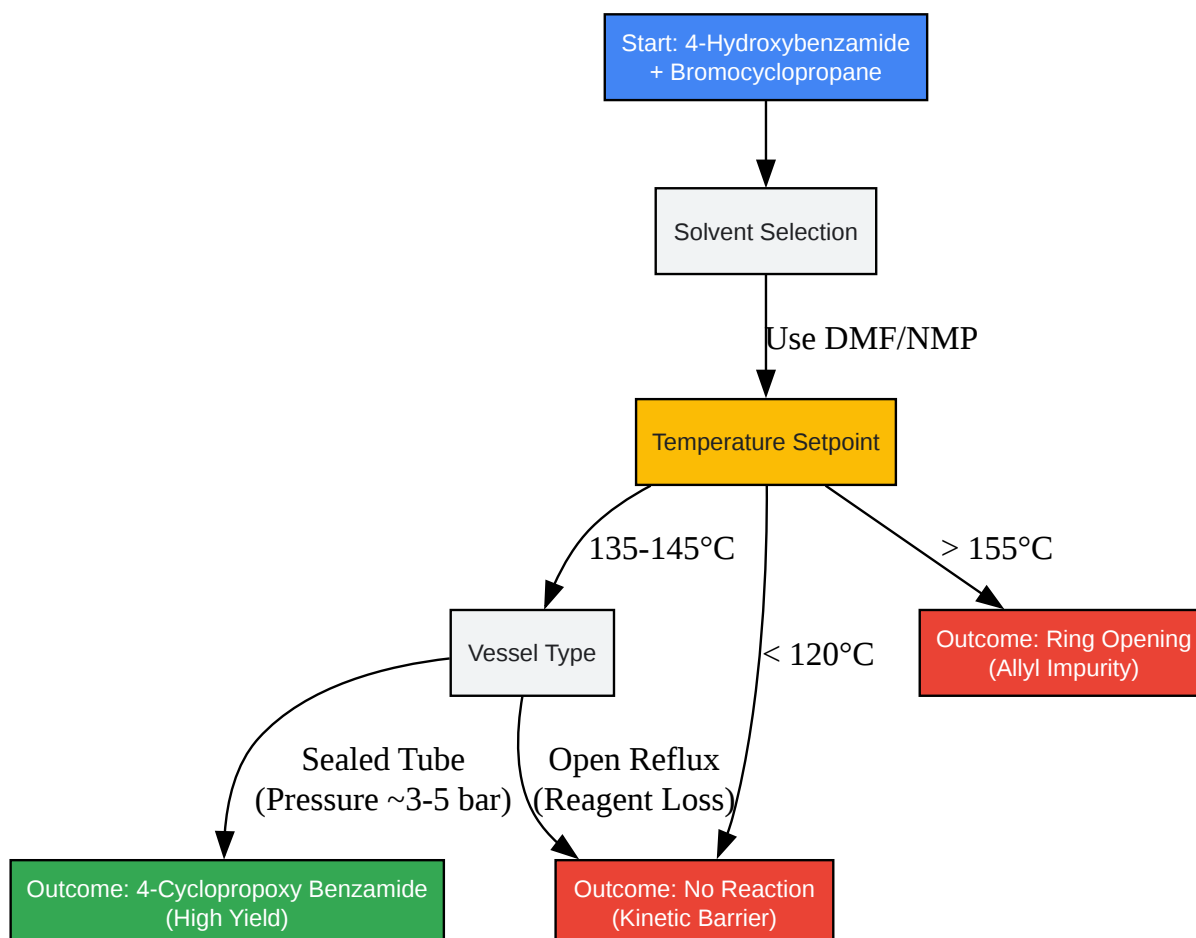 Start: 4-Hydroxybenzamide
+ Bromocyclopropane
Solvent Selection
Use DMF/NMP
Temperature Setpoint
135-145°C
> 155°C
Vessel Type
< 120°C
Outcome: Ring Opening
(Allyl Impurity)
Sealed Tube
(Pressure ~3-5 bar)
Open Reflux
(Reagent Loss)
Outcome: 4-Cyclopropoxy Benzamide
(High Yield)
Outcome: No Reaction
(Kinetic Barrier)